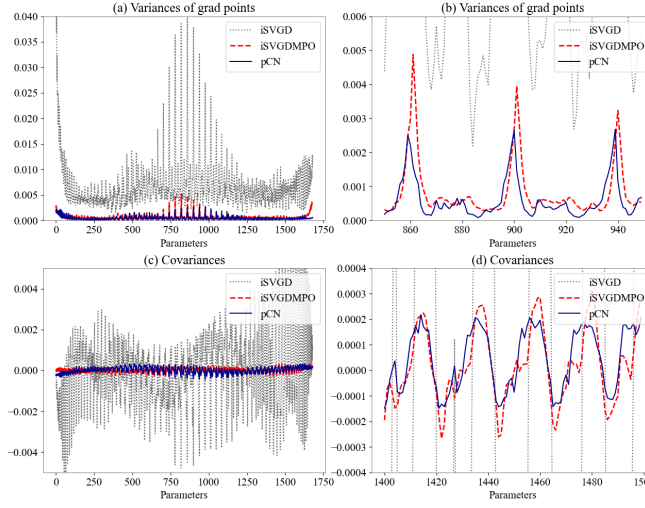 (a) Variances of grad points
0.040
0.035
0.030
0.025
0.020
0.015
0.010
0.005
0.000
iSVGD
iSVGDMPO
pCN
0
250
500
750
1000
1250
1500
1750
Parameters
(b) Variances of grad points
0.006
0.005
0.004
0.003
0.002
0.001
0.000
iSVGD
iSVGDMPO
pCN
860
880
900
920
940
Parameters
(c) Covariances
0.004
0.002
0.000
−0.002
−0.004
iSVGD
iSVGDMPO
pCN
0
250
500
750
1000
1250
1500
1750
Parameters
(d) Covariances
0.0004
0.0003
0.0002
0.0001
0.0000
−0.0001
−0.0002
−0.0003
−0.0004
iSVGD
iSVGDMPO
pCN
1400
1420
1440
1460
1480
Parameters